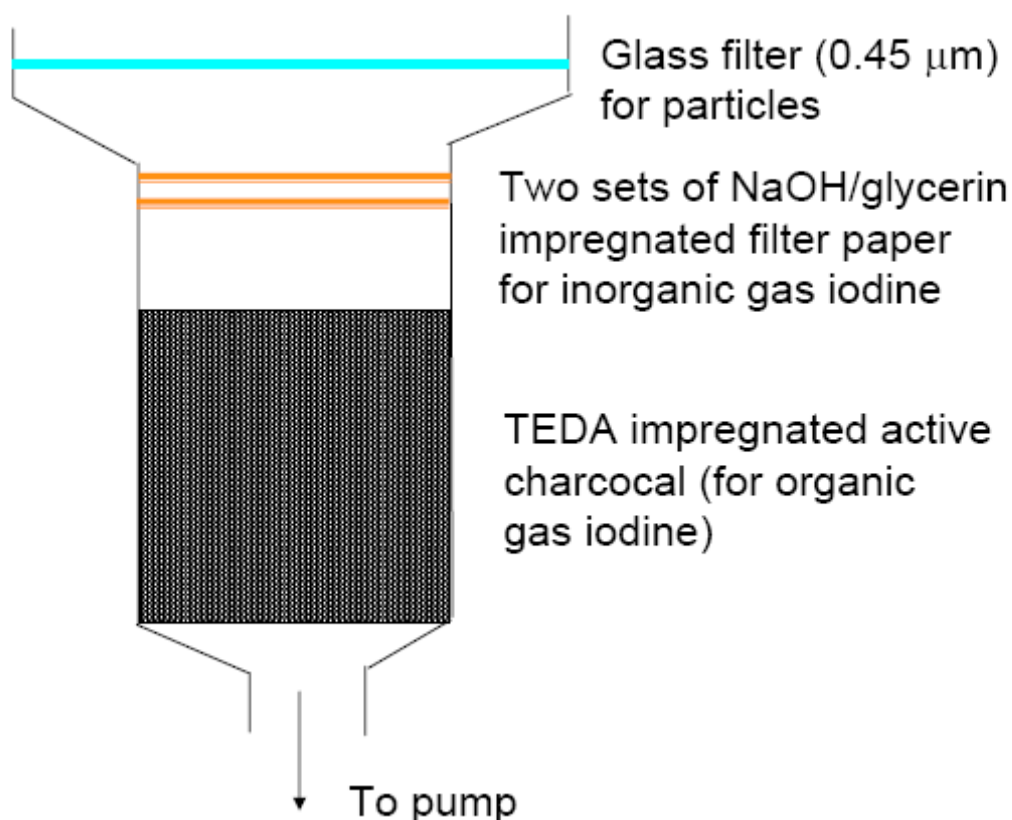 Glass filter (0.45 μm)
for particles
Two sets of NaOH/glycerin
impregnated filter paper
for inorganic gas iodine
TEDA impregnated active
charcocal (for organic
gas iodine)
To pump